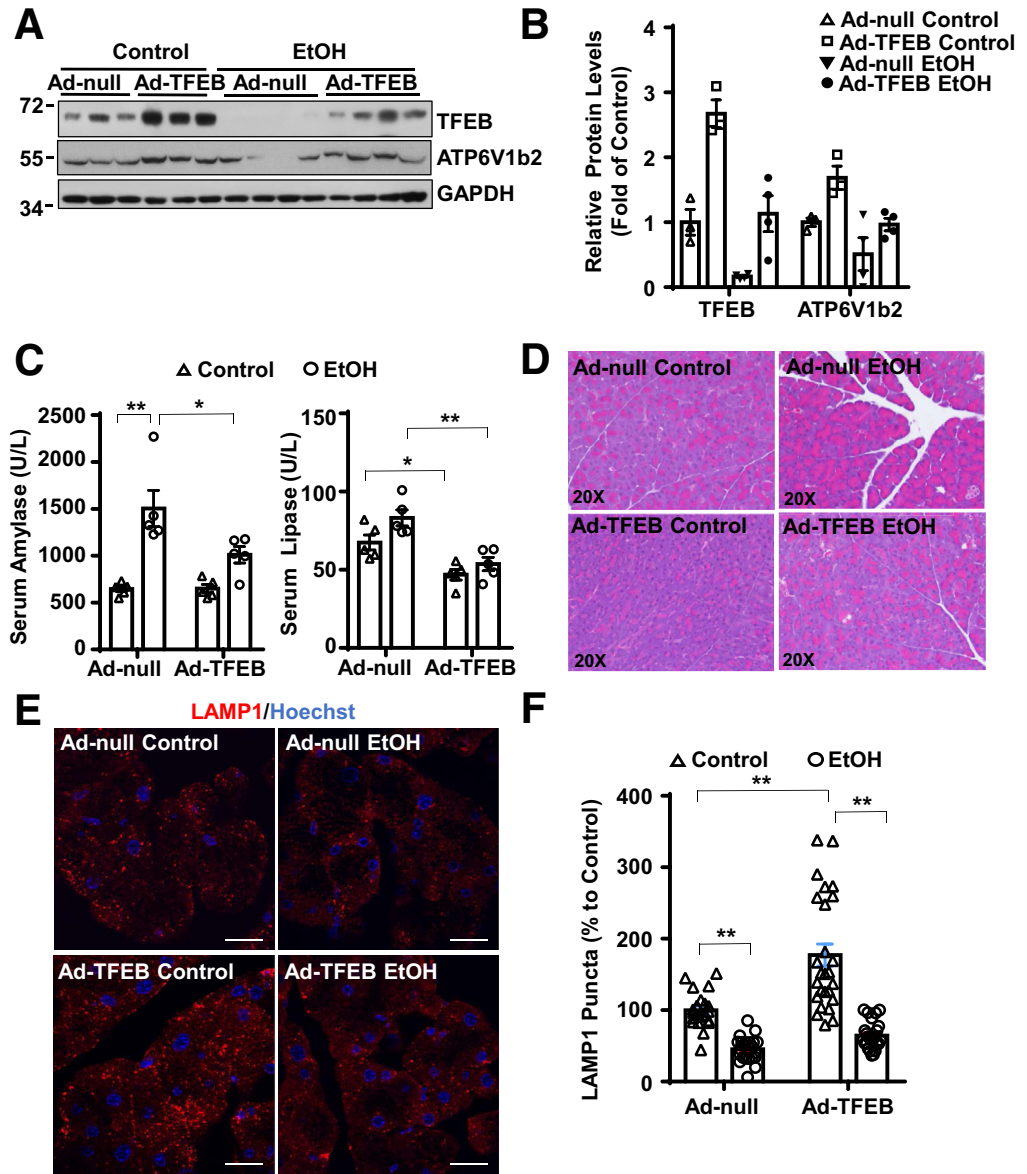 A
Control EtOH
Ad-null Ad-TFEB Ad-null Ad-TFEB
72
TFEB
55
ATP6V1b2
GAPDH
34
B
Ad-null Control
Ad-TFEB Control
Ad-null EtOH
Ad-TFEB EtOH
Relative Protein Levels
(Fold of Control)
6
4
2
1
0
TFEB ATP6V1b2
C
Control EtOH
Serum Amylase (U/L)
2500
2000
1500
1000
500
0
** *
Ad-null Ad-TFEB
Serum Lipase (U/L)
150
100
50
0
**
*
Ad-null Ad-TFEB
D
Ad-null Control
20X
Ad-null EtOH
20X
Ad-TFEB Control
20X
Ad-TFEB EtOH
20X
E
LAMP1/Hoechst
Ad-null Control
Ad-null EtOH
Ad-TFEB Control
Ad-TFEB EtOH
F
Control EtOH
LAMP1 Puncta (% to Control)
400
300
200
100
0
**
**
**
Ad-null Ad-TFEB